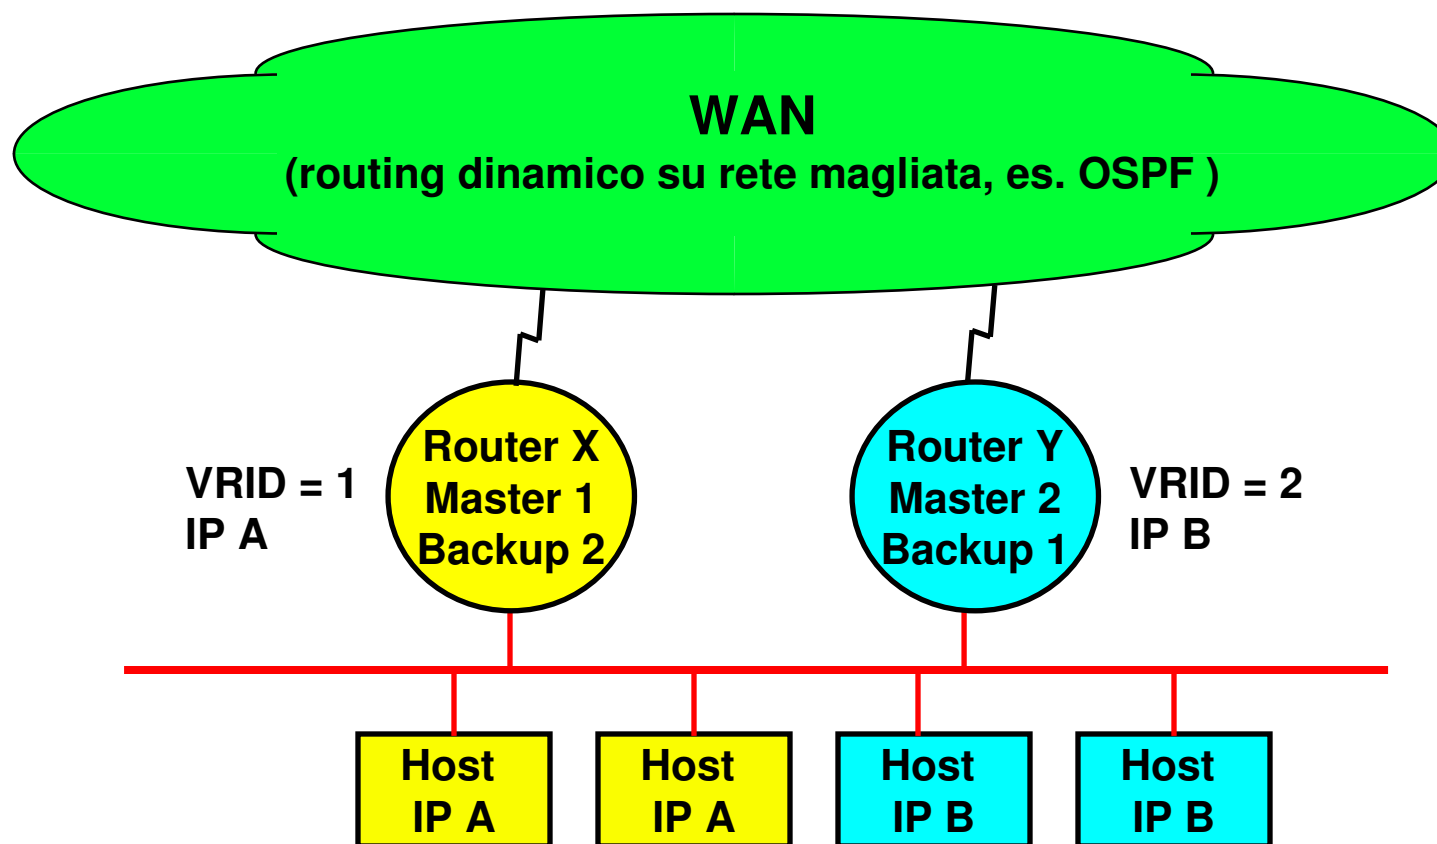 WAN
(routing dinamico su rete magliata, es. OSPF )
Router X
Master 1
Backup 2
VRID = 1
IP A
Router Y
Master 2
Backup 1
VRID = 2
IP B
Host
IP A
Host
IP A
Host
IP B
Host
IP B